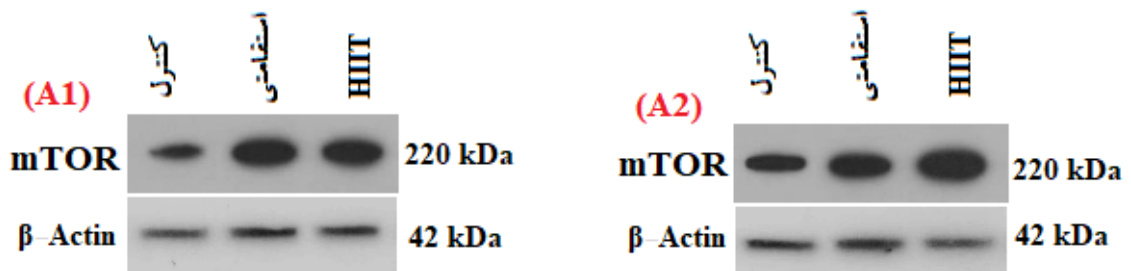 کنترل استقامتی HIIT
(A1)
mTOR 220 kDa
β-Actin 42 kDa
کنترل استقامتی HIIT
(A2)
mTOR 220 kDa
β-Actin 42 kDa